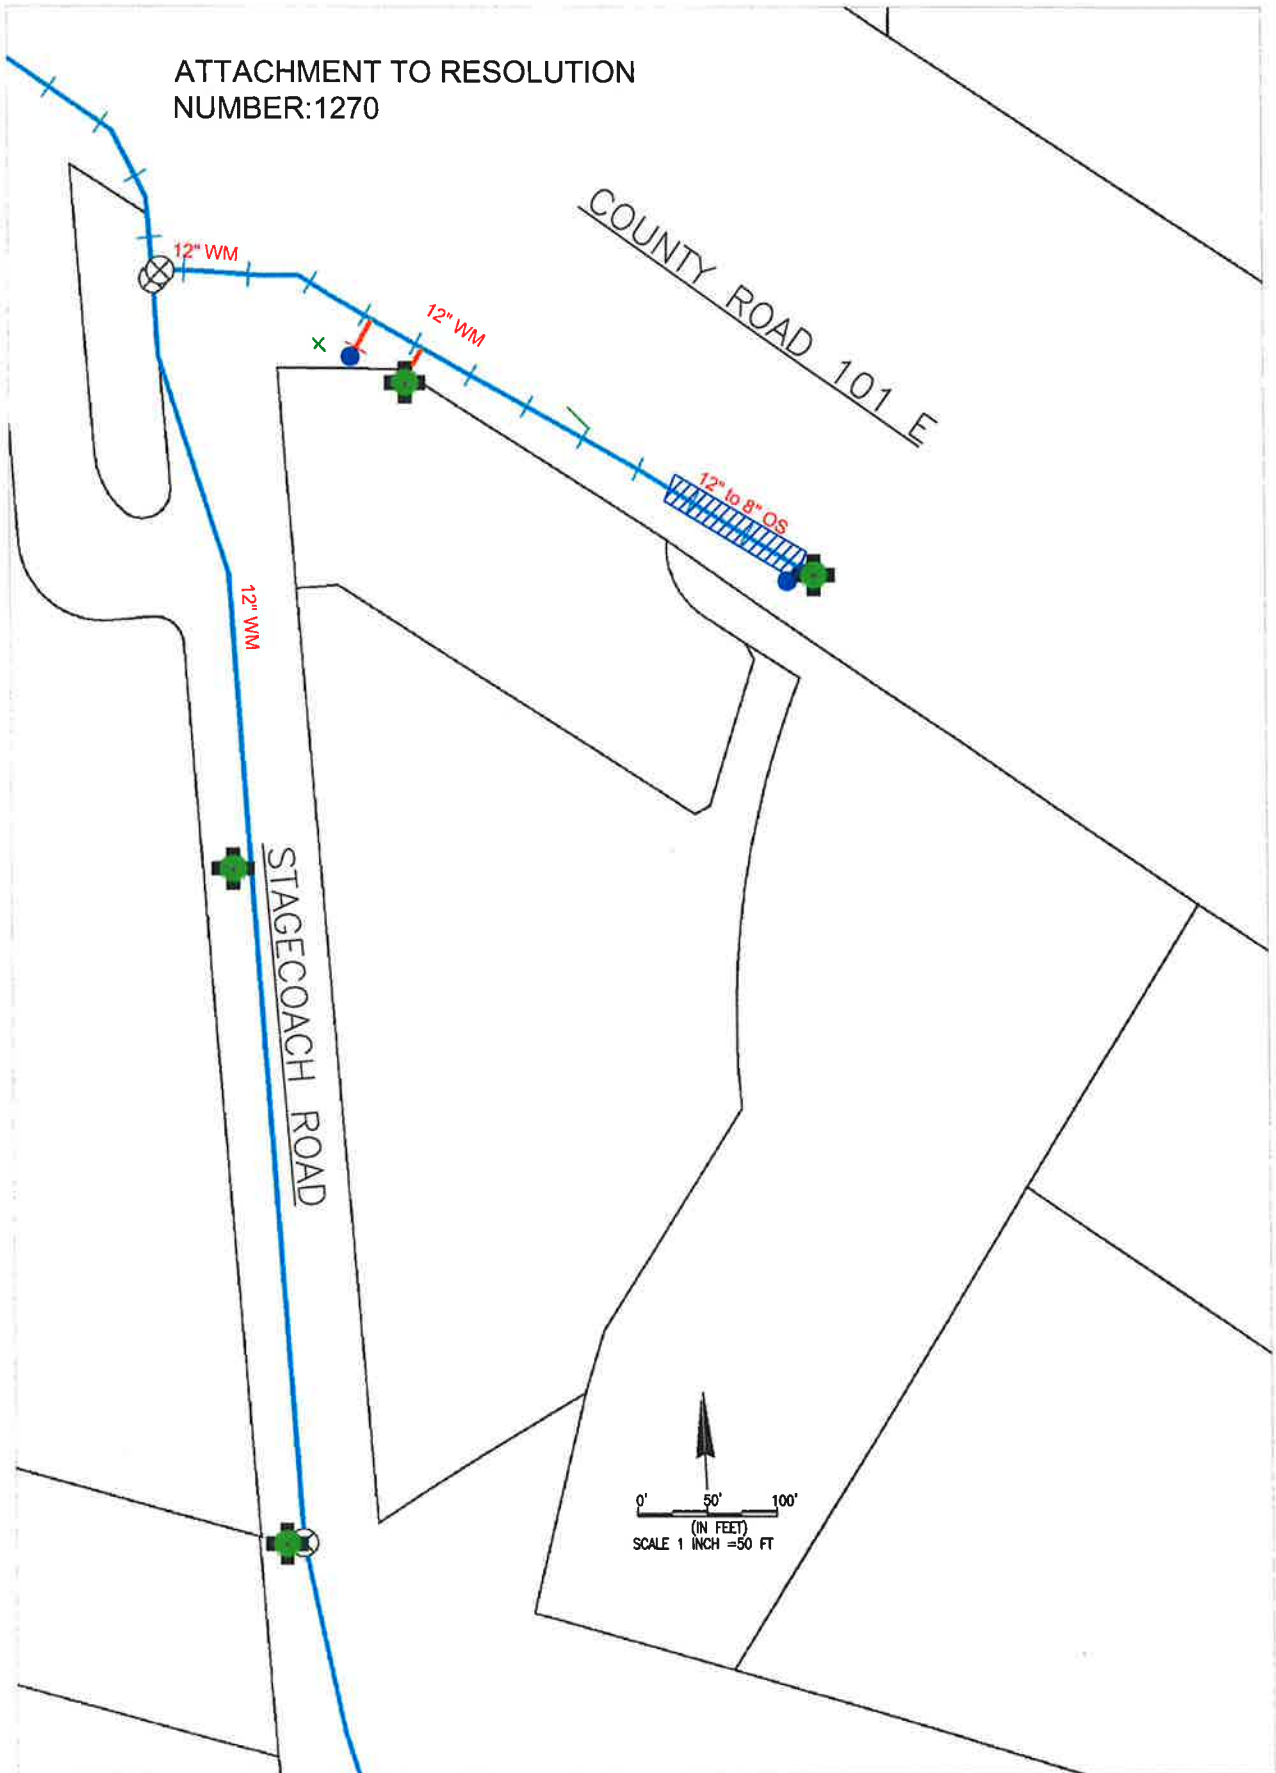 ATTACHMENT TO RESOLUTION
NUMBER:1270
COUNTY ROAD 101 E
12" WM
12" WM
12" to 8" OS
12" WM
STAGECOACH ROAD
0' 50' 100'
(IN FEET)
SCALE 1 INCH =50 FT